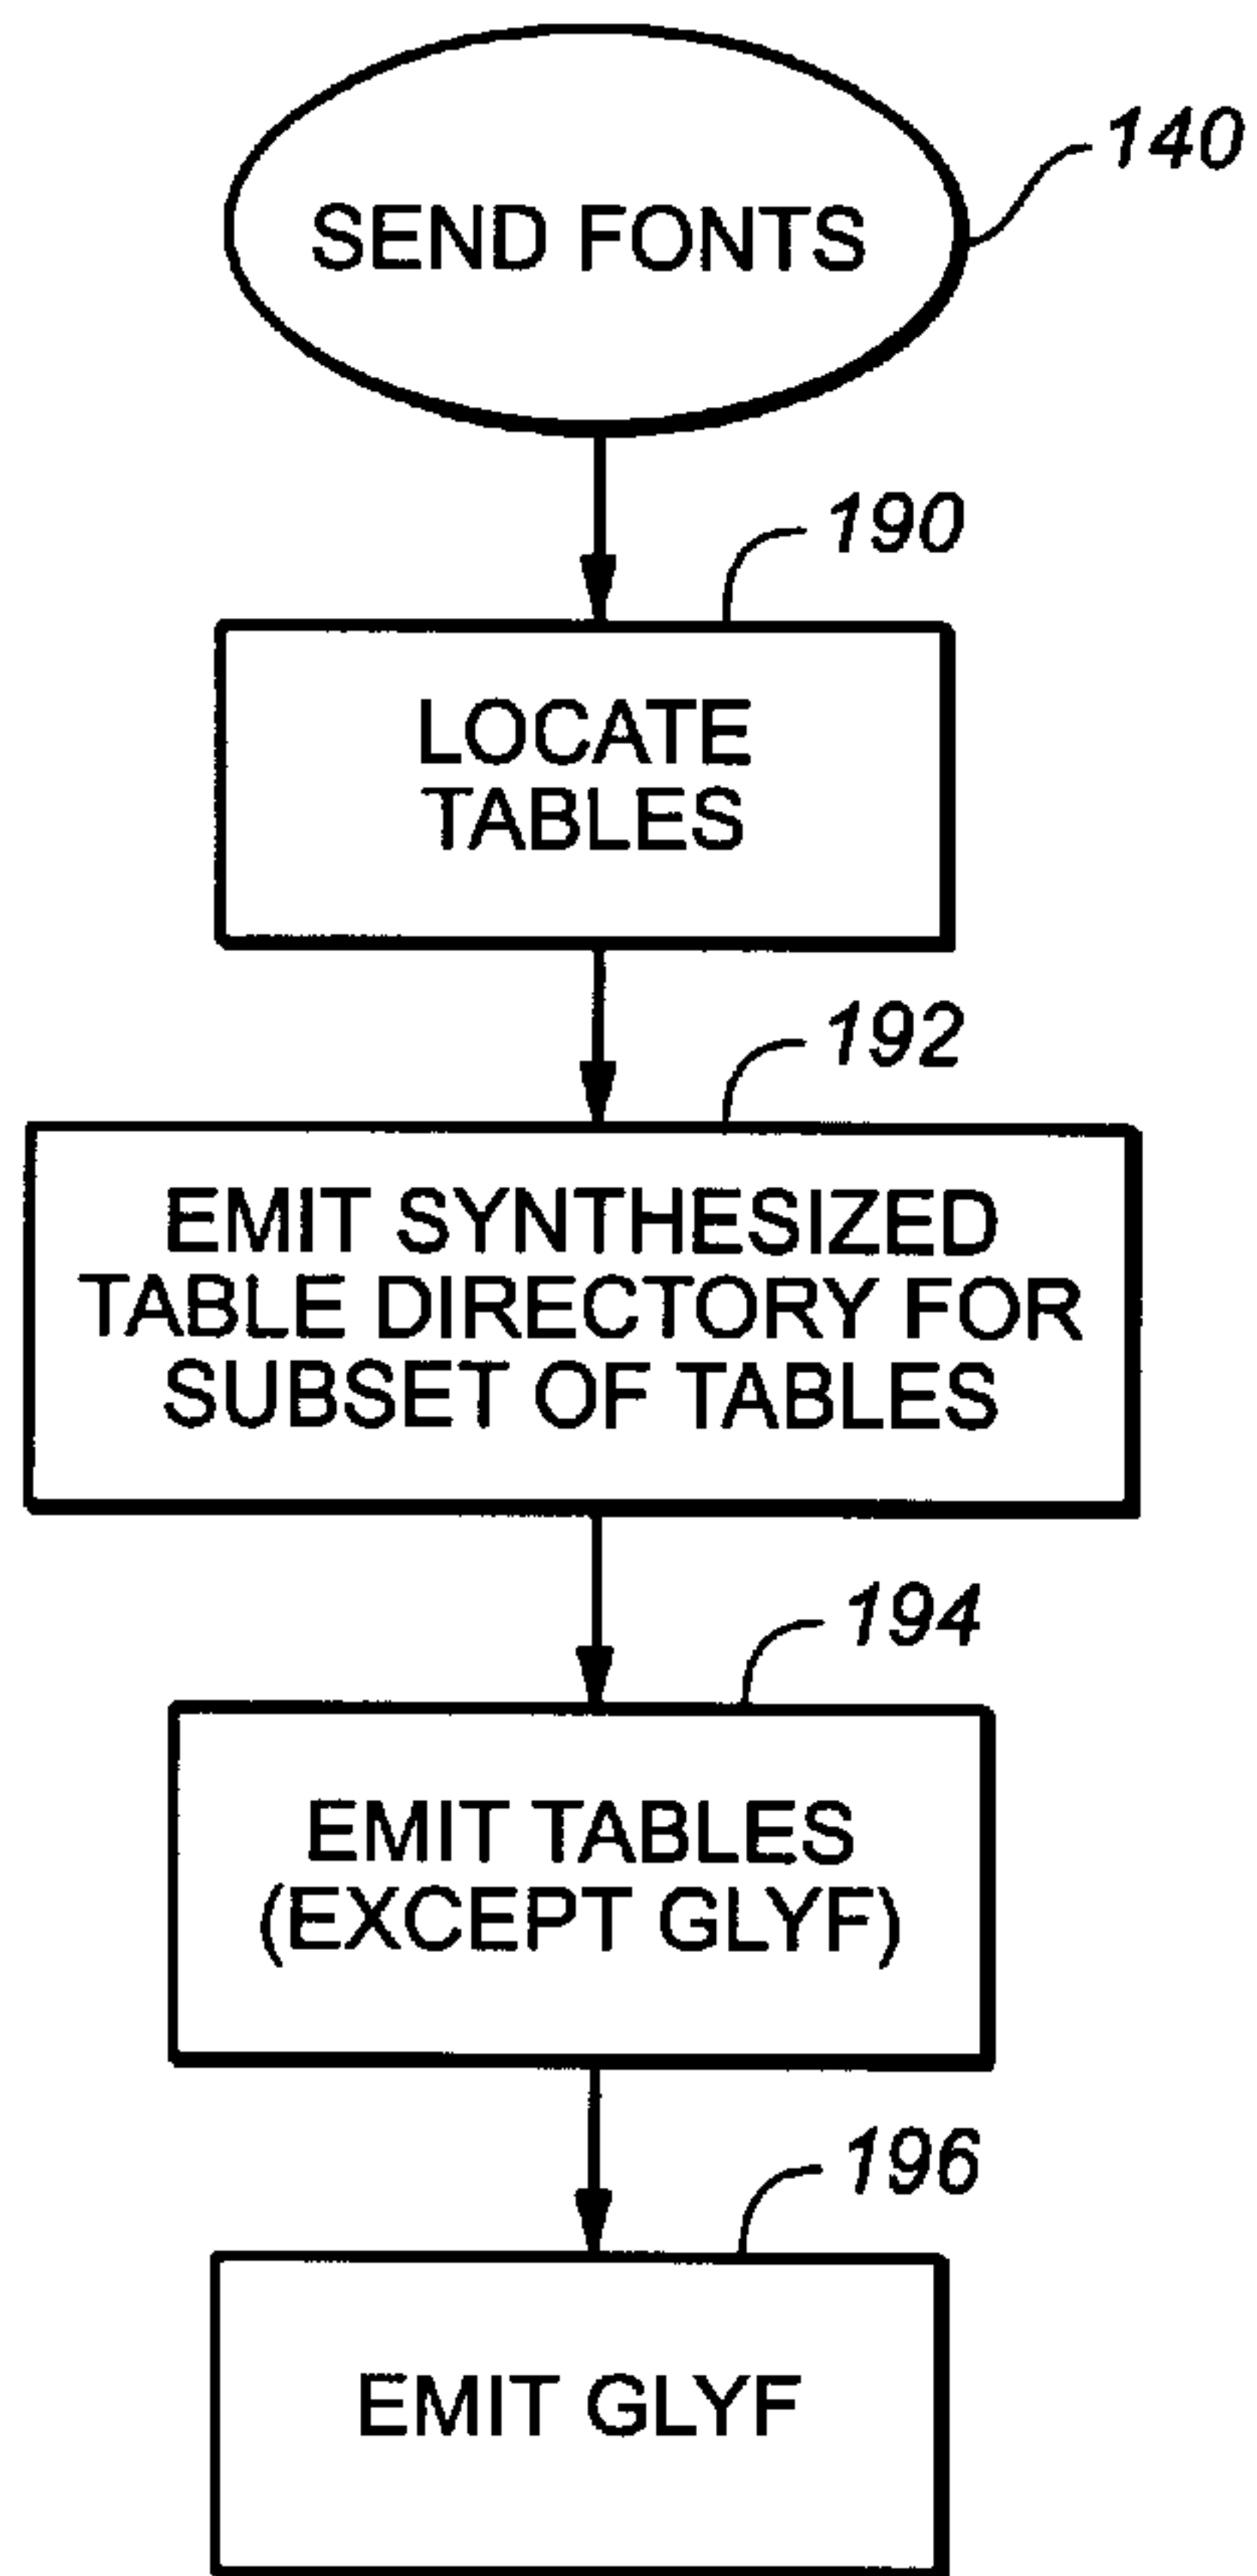 140
SEND FONTS
190
LOCATE
TABLES
192
EMIT SYNTHESIZED
TABLE DIRECTORY FOR
SUBSET OF TABLES
194
EMIT TABLES
(EXCEPT GLYF)
196
EMIT GLYF